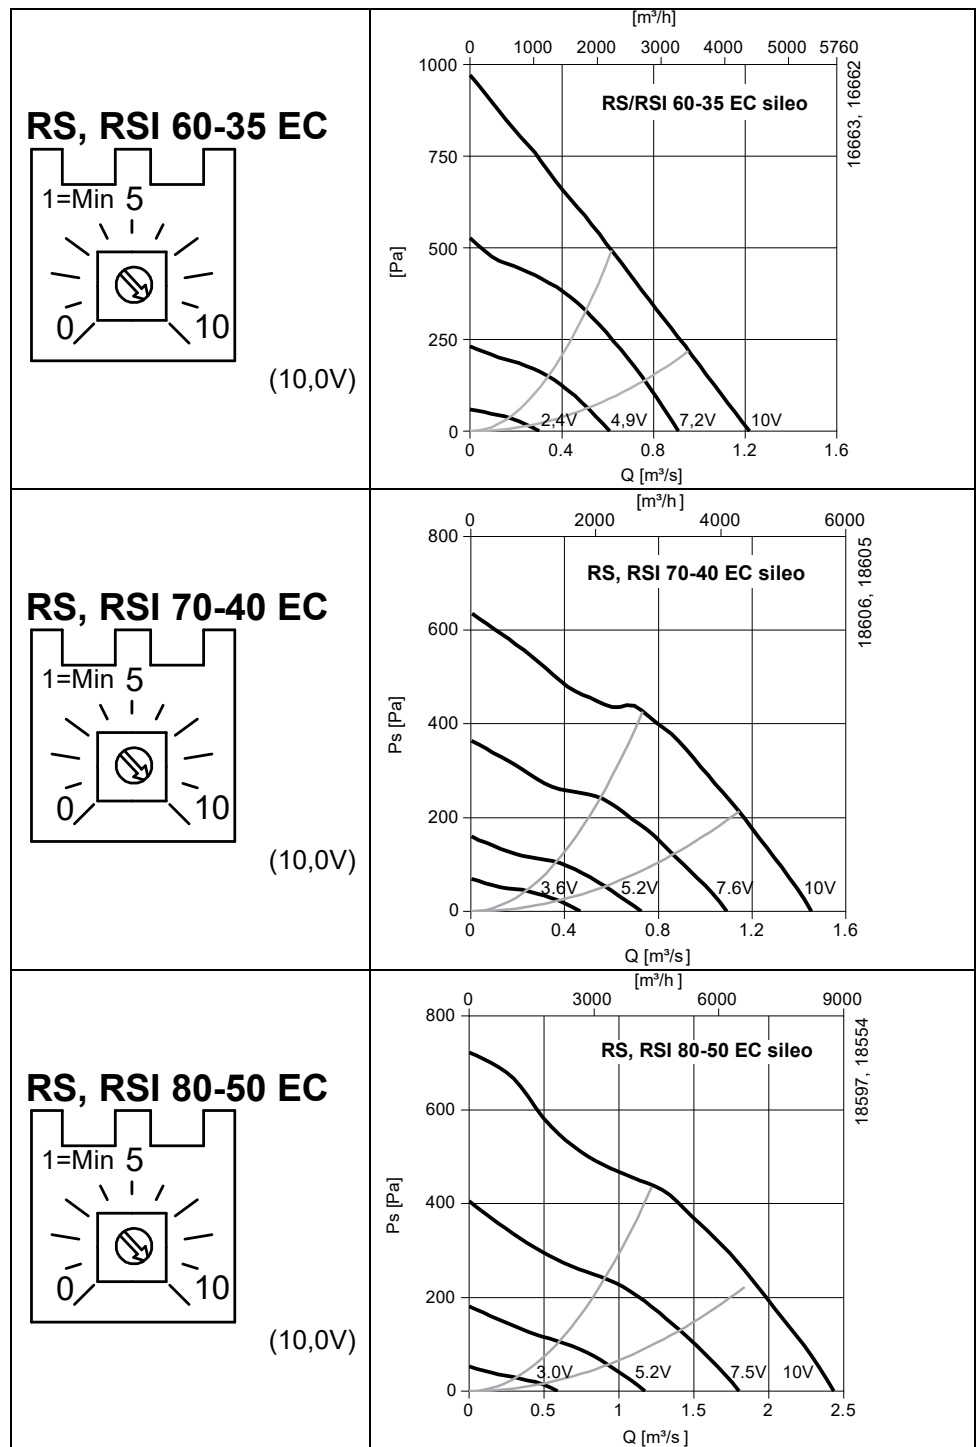 RS, RSI 60-35 EC
1=Min 5
0 10
(10,0V)
[m³/h]
0 1000 2000 3000 4000 5000 5760
RS/RSI 60-35 EC sileo
16663, 16662
1000
750
500
250
0
[Pa]
2,4V 4,9V 7,2V 10V
0 0.4 0.8 1.2 1.6
Q [m³/s]
RS, RSI 70-40 EC
1=Min 5
0 10
(10,0V)
[m³/h ]
0 2000 4000 6000
RS, RSI 70-40 EC sileo
18606, 18605
800
600
400
200
0
Ps [Pa]
3.6V 5.2V 7.6V 10V
0 0.4 0.8 1.2 1.6
Q [m³/s ]
RS, RSI 80-50 EC
1=Min 5
0 10
(10,0V)
[m³/h ]
0 3000 6000 9000
RS, RSI 80-50 EC sileo
18597, 18554
800
600
400
200
0
Ps [Pa]
3.0V 5.2V 7.5V 10V
0 0.5 1 1.5 2 2.5
Q [m³/s ]